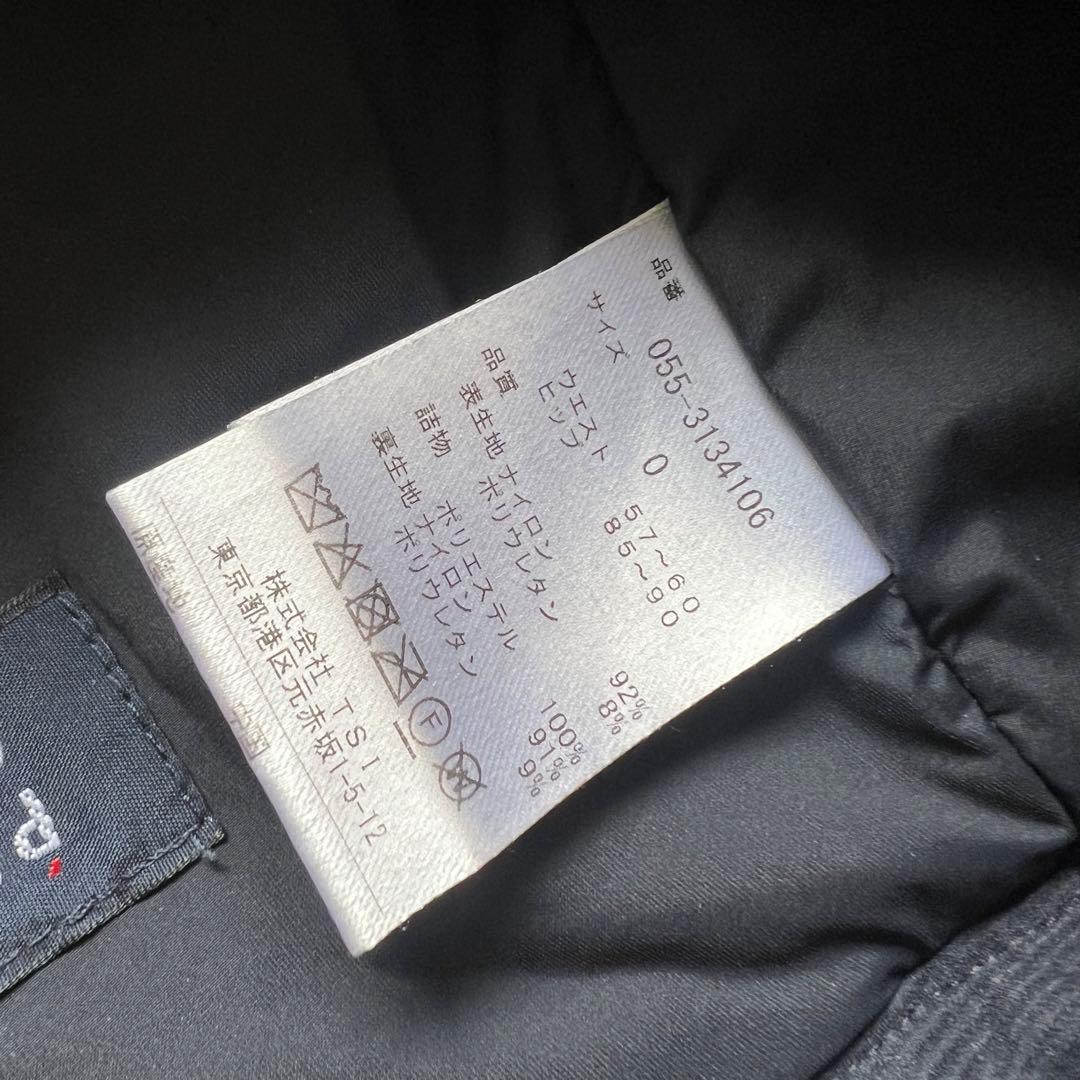 品番 055-3134106
サイズ 0
ウエスト 57~60
ヒップ 85~90
品質
表生地 ナイロン 92%
ポリウレタン 8%
詰物 ポリエステル 100%
裏生地 ナイロン 91%
ポリウレタン 9%
F
W
株式会社 TSI
東京都港区元赤坂1-5-12